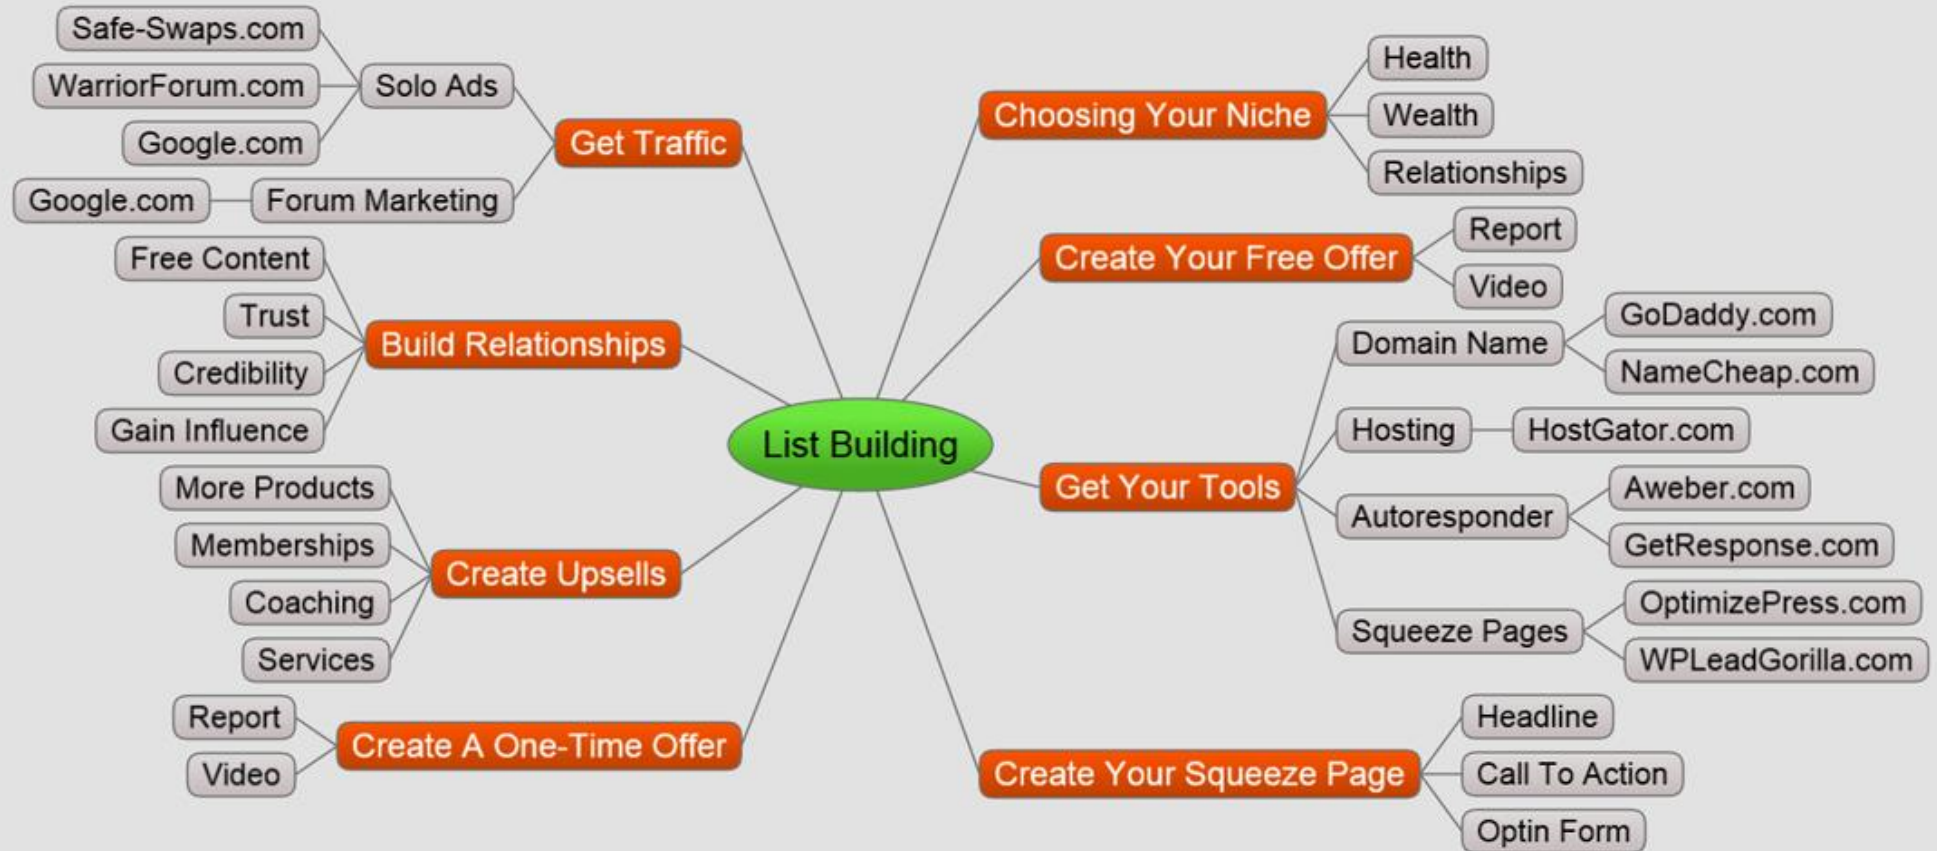 List Building
Choosing Your Niche
Health
Wealth
Relationships
Create Your Free Offer
Report
Video
Get Your Tools
Domain Name
GoDaddy.com
NameCheap.com
Hosting
HostGator.com
Autoresponder
Aweber.com
GetResponse.com
Squeeze Pages
OptimizePress.com
WPLeadGorilla.com
Create Your Squeeze Page
Headline
Call To Action
Optin Form
Get Traffic
Solo Ads
Safe-Swaps.com
WarriorForum.com
Google.com
Forum Marketing
Google.com
Build Relationships
Free Content
Trust
Credibility
Gain Influence
Create Upsells
More Products
Memberships
Coaching
Services
Create A One-Time Offer
Report
Video